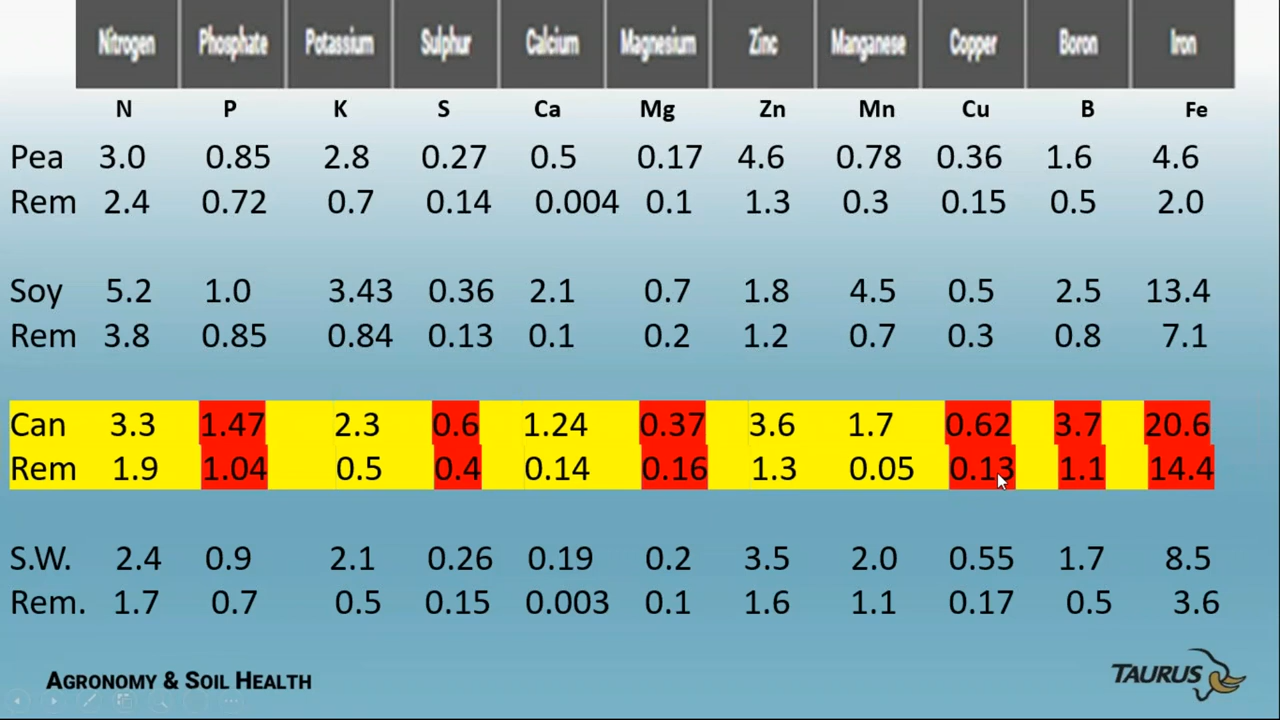 Nitrogen Phosphate Potassium Sulphur Calcium Magnesium Zinc Manganese Copper Boron Iron
N P K S Ca Mg Zn Mn Cu B Fe
Pea 3.0 0.85 2.8 0.27 0.5 0.17 4.6 0.78 0.36 1.6 4.6
Rem 2.4 0.72 0.7 0.14 0.004 0.1 1.3 0.3 0.15 0.5 2.0
Soy 5.2 1.0 3.43 0.36 2.1 0.7 1.8 4.5 0.5 2.5 13.4
Rem 3.8 0.85 0.84 0.13 0.1 0.2 1.2 0.7 0.3 0.8 7.1
Can 3.3 1.47 2.3 0.6 1.24 0.37 3.6 1.7 0.62 3.7 20.6
Rem 1.9 1.04 0.5 0.4 0.14 0.16 1.3 0.05 0.13 1.1 14.4
S.W. 2.4 0.9 2.1 0.26 0.19 0.2 3.5 2.0 0.55 1.7 8.5
Rem. 1.7 0.7 0.5 0.15 0.003 0.1 1.6 1.1 0.17 0.5 3.6
AGRONOMY & SOIL HEALTH
TAURUS